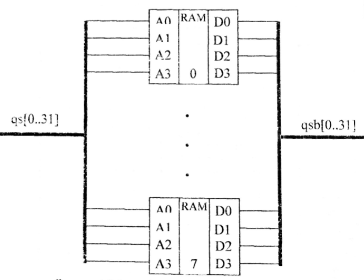 A0 RAM D0
A1 D1
A2 D2
A3 0 D3
qsf[0..31] qsb[0..31]
A0 RAM D0
A1 D1
A2 D2
A3 7 D3